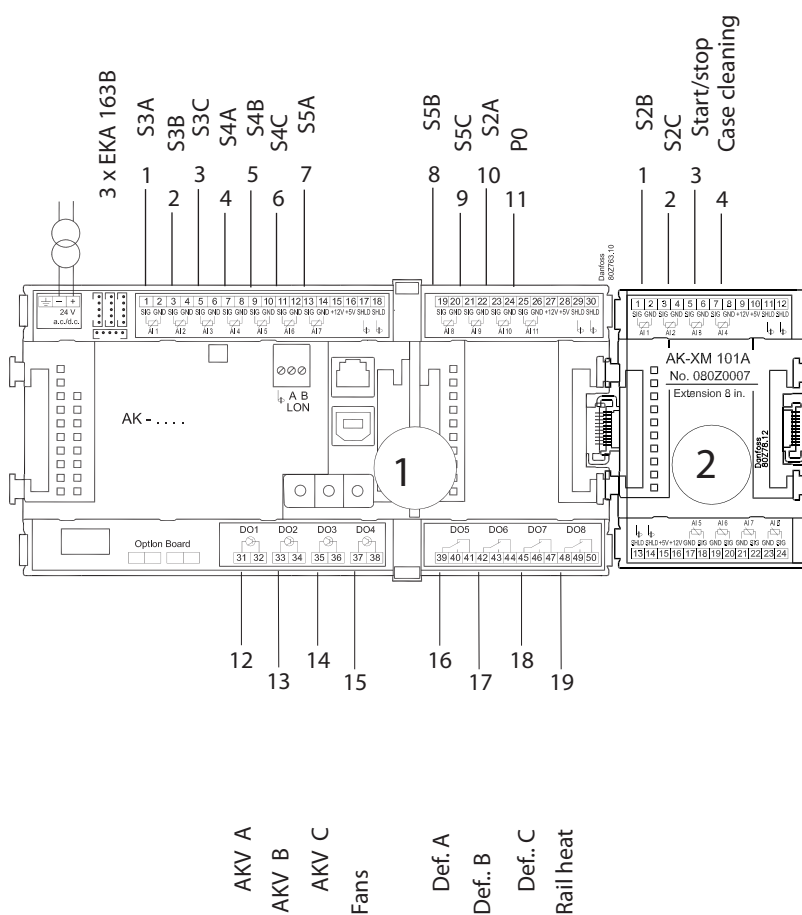 3 x EKA 163B
S3A
S3B
S3C
S4A
S4B
S4C
S5A
S5B
S5C
S2A
P0
S2B
S2C
Start/stop
Case cleaning
1
2
3
4
5
6
7
8
9
10
11
1
2
3
4
Danfoss
80Z763.10
24 V
a.c./d.c.
1 2 3 4 5 6 7 8 9 10 11 12 13 14 15 16 17 18
SIG GND SIG GND SIG GND SIG GND SIG GND SIG GND SIG GND +12V +5V SHLD SHLD
AI 1 AI 2 AI 3 AI 4 AI 5 AI 6 AI 7
19 20 21 22 23 24 25 26 27 28 29 30
SIG GND SIG GND SIG GND SIG GND +12V +5V SHLD SHLD
AI 8 AI 9 AI 10 AI 11
1 2 3 4 5 6 7 8 9 10 11 12
SIG GND SIG GND SIG GND SIG GND +12V +5V SHLD SHLD
AI 1 AI 2 AI 3 AI 4
AK - . . . .
A B
LON
1
AK-XM 101A
No. 080Z0007
Extension 8 in.
2
Danfoss
80Z78.12
Option Board
DO1 DO2 DO3 DO4
31 32 33 34 35 36 37 38
DO5 DO6 DO7 DO8
39 40 41 42 43 44 45 46 47 48 49 50
AI 5 AI 6 AI 7 AI 8
SHLD SHLD +5V +12V GND SIG GND SIG GND SIG GND SIG
13 14 15 16 17 18 19 20 21 22 23 24
12
13
14
15
16
17
18
19
AKV A
AKV B
AKV C
Fans
Def. A
Def.. B
Def.. C
Rail heat